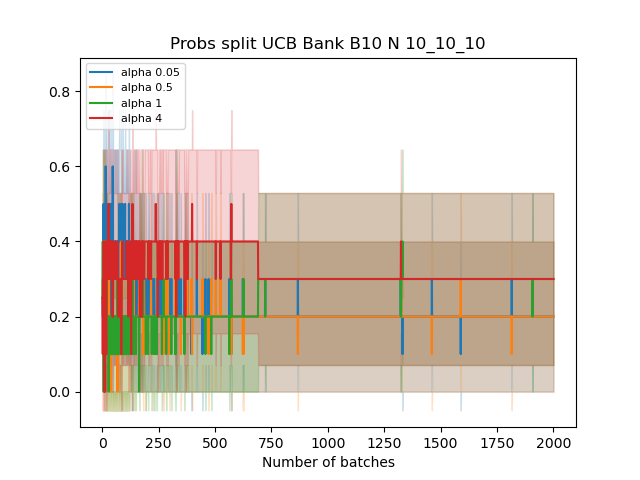 Probs split UCB Bank B10 N 10_10_10
alpha 0.05
alpha 0.5
alpha 1
alpha 4
0.8
0.6
0.4
0.2
0.0
0 250 500 750 1000 1250 1500 1750 2000
Number of batches